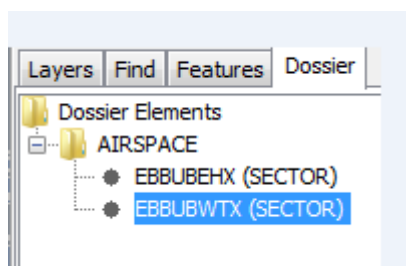 Layers Find Features Dossier
Dossier Elements
AIRSPACE
EBBUBEHX (SECTOR)
EBBUBWTX (SECTOR)